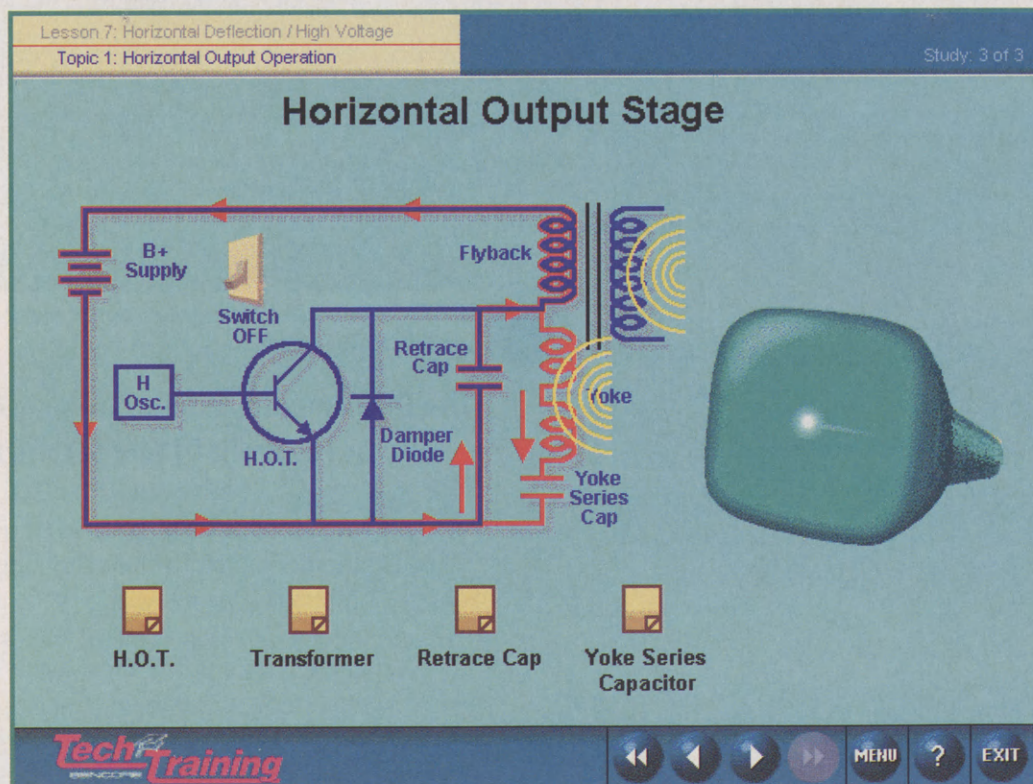 Lesson 7: Horizontal Deflection / High Voltage
Topic 1: Horizontal Output Operation
Study: 3 of 3
Horizontal Output Stage
B+
Supply
Switch
OFF
Flyback
H
Osc.
H.O.T.
Retrace
Cap
Damper
Diode
Yoke
Yoke
Series
Cap
H.O.T.
Transformer
Retrace Cap
Yoke Series
Capacitor
Tech
Training
SENCORE
MENU
?
EXIT